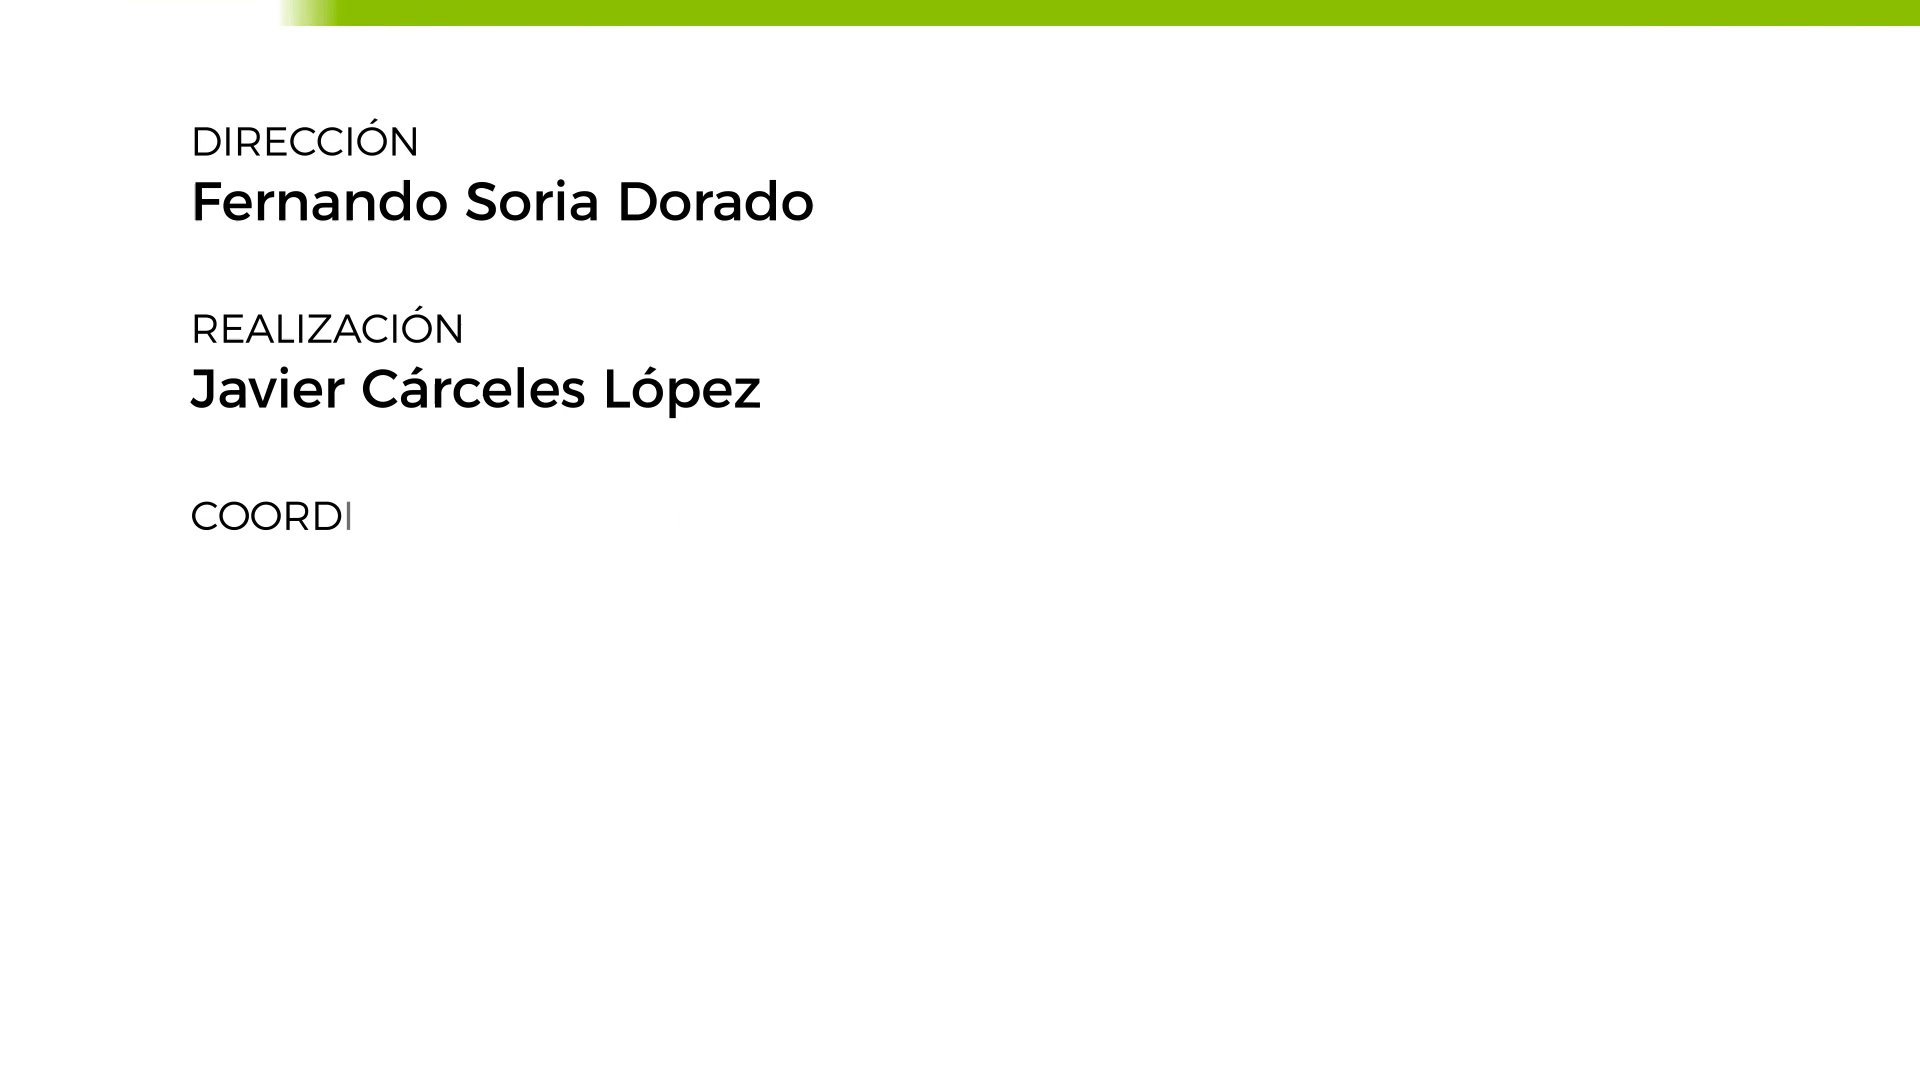 DIRECCIÓN
Fernando Soria Dorado
REALIZACIÓN
Javier Cárceles López
COORDI